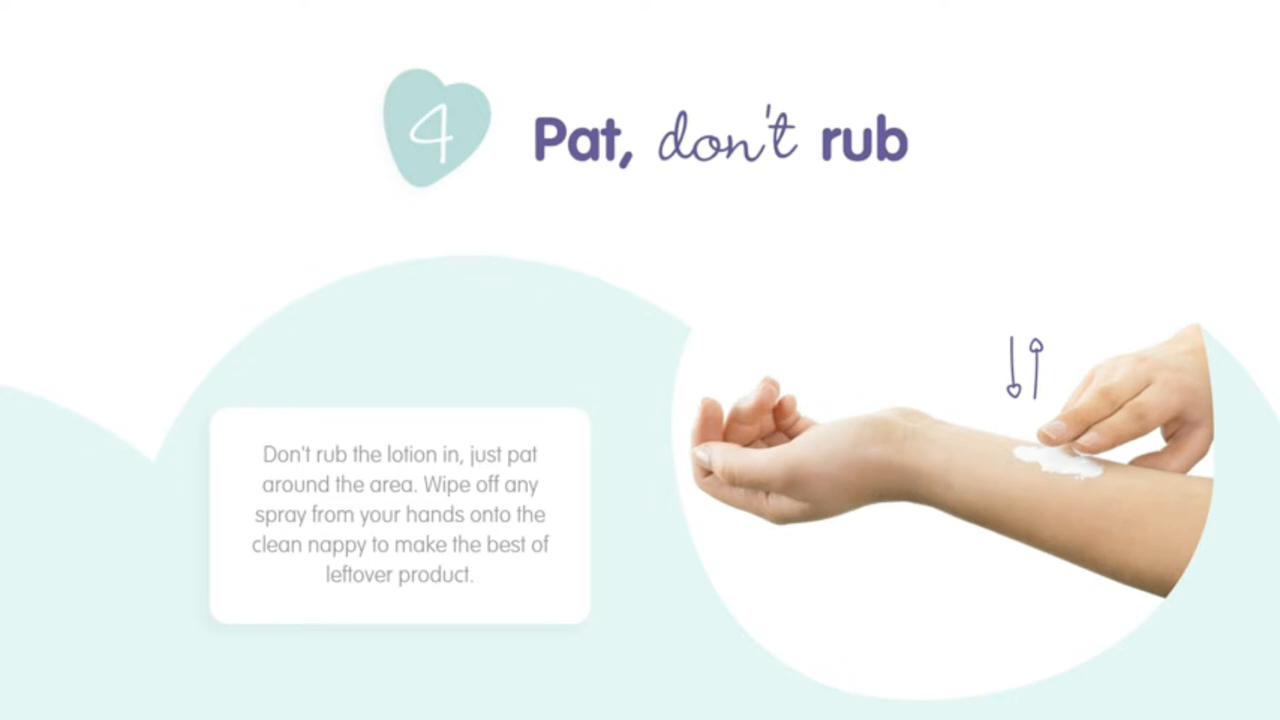 4
Pat, don't rub
Don't rub the lotion in, just pat
around the area. Wipe off any
spray from your hands onto the
clean nappy to make the best of
leftover product.